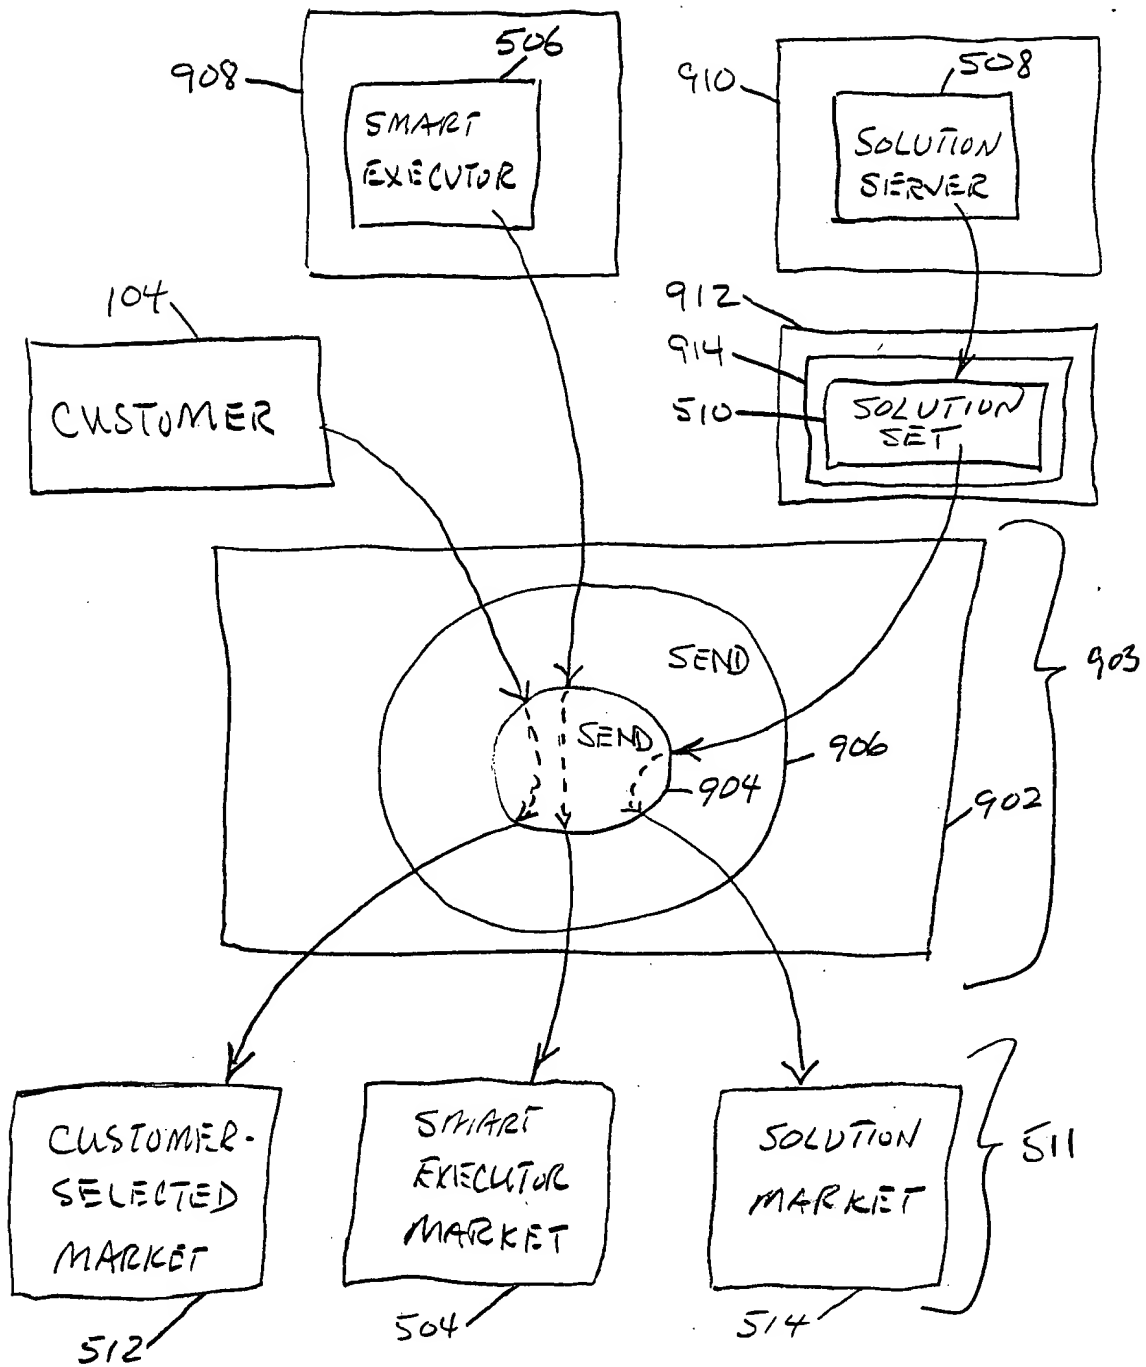 506
908
SMART
EXECUTOR
910
508
SOLUTION
SERVER
104
CUSTOMER
912
914
510
SOLUTION
SET
903
SEND
SEND
906
904
902
CUSTOMER-
SELECTED
MARKET
512
SMART
EXECUTOR
MARKET
504
SOLUTION
MARKET
514
511